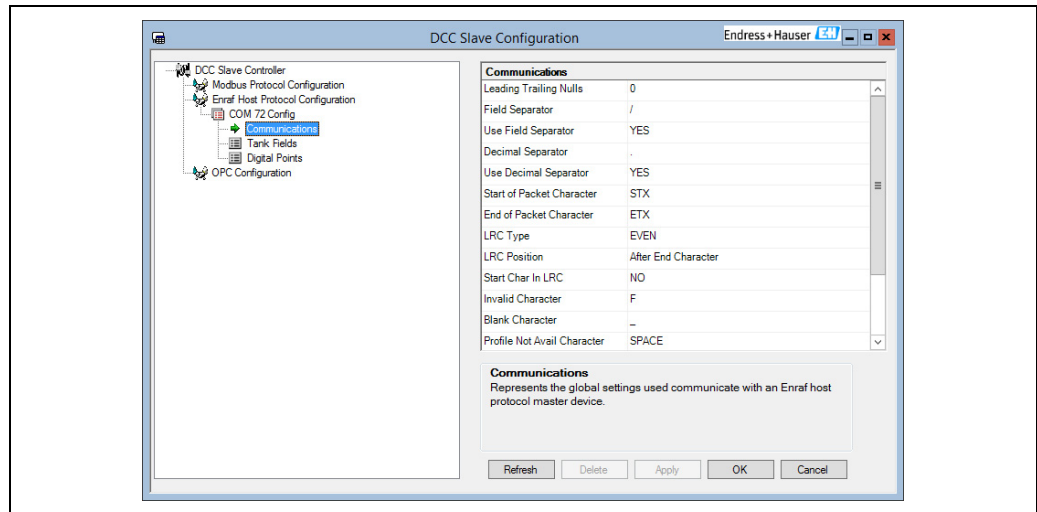 DCC Slave Configuration
Endress+Hauser EH
DCC Slave Controller
Modbus Protocol Configuration
Enraf Host Protocol Configuration
COM 72 Config
Communications
Tank Fields
Digital Points
OPC Configuration
Communications
Leading Trailing Nulls 0
Field Separator /
Use Field Separator YES
Decimal Separator .
Use Decimal Separator YES
Start of Packet Character STX
End of Packet Character ETX
LRC Type EVEN
LRC Position After End Character
Start Char In LRC NO
Invalid Character F
Blank Character _
Profile Not Avail Character SPACE
Communications
Represents the global settings used communicate with an Enraf host
protocol master device.
Refresh Delete Apply OK Cancel